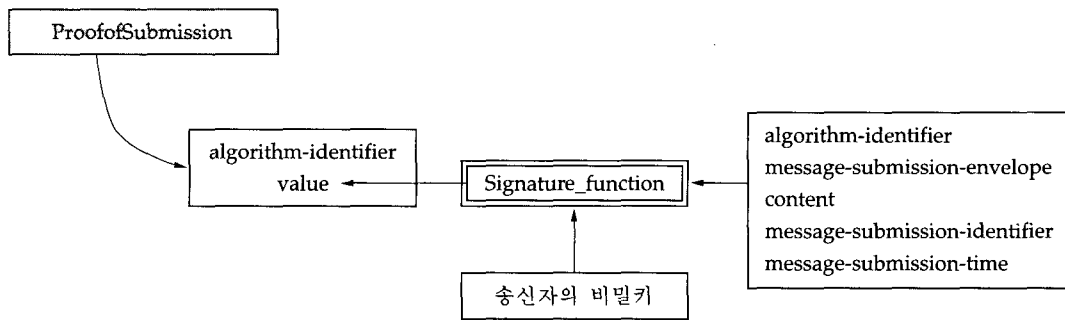 ProofofSubmission
algorithm-identifier
value
Signature_function
algorithm-identifier
message-submission-envelope
content
message-submission-identifier
message-submission-time
송신자의 비밀키